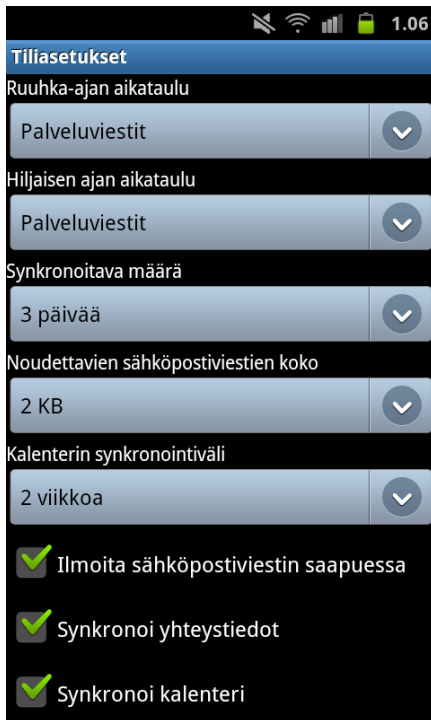 1.06
Tiliasetukset
Ruuhka-ajan aikataulu
Palveluviestit
Hiljaisen ajan aikataulu
Palveluviestit
Synkronoitava määrä
3 päivää
Noudettavien sähköpostiviestien koko
2 KB
Kalenterin synkronointiväli
2 viikkoa
Ilmoita sähköpostiviestin saapuessa
Synkronoi yhteystiedot
Synkronoi kalenteri